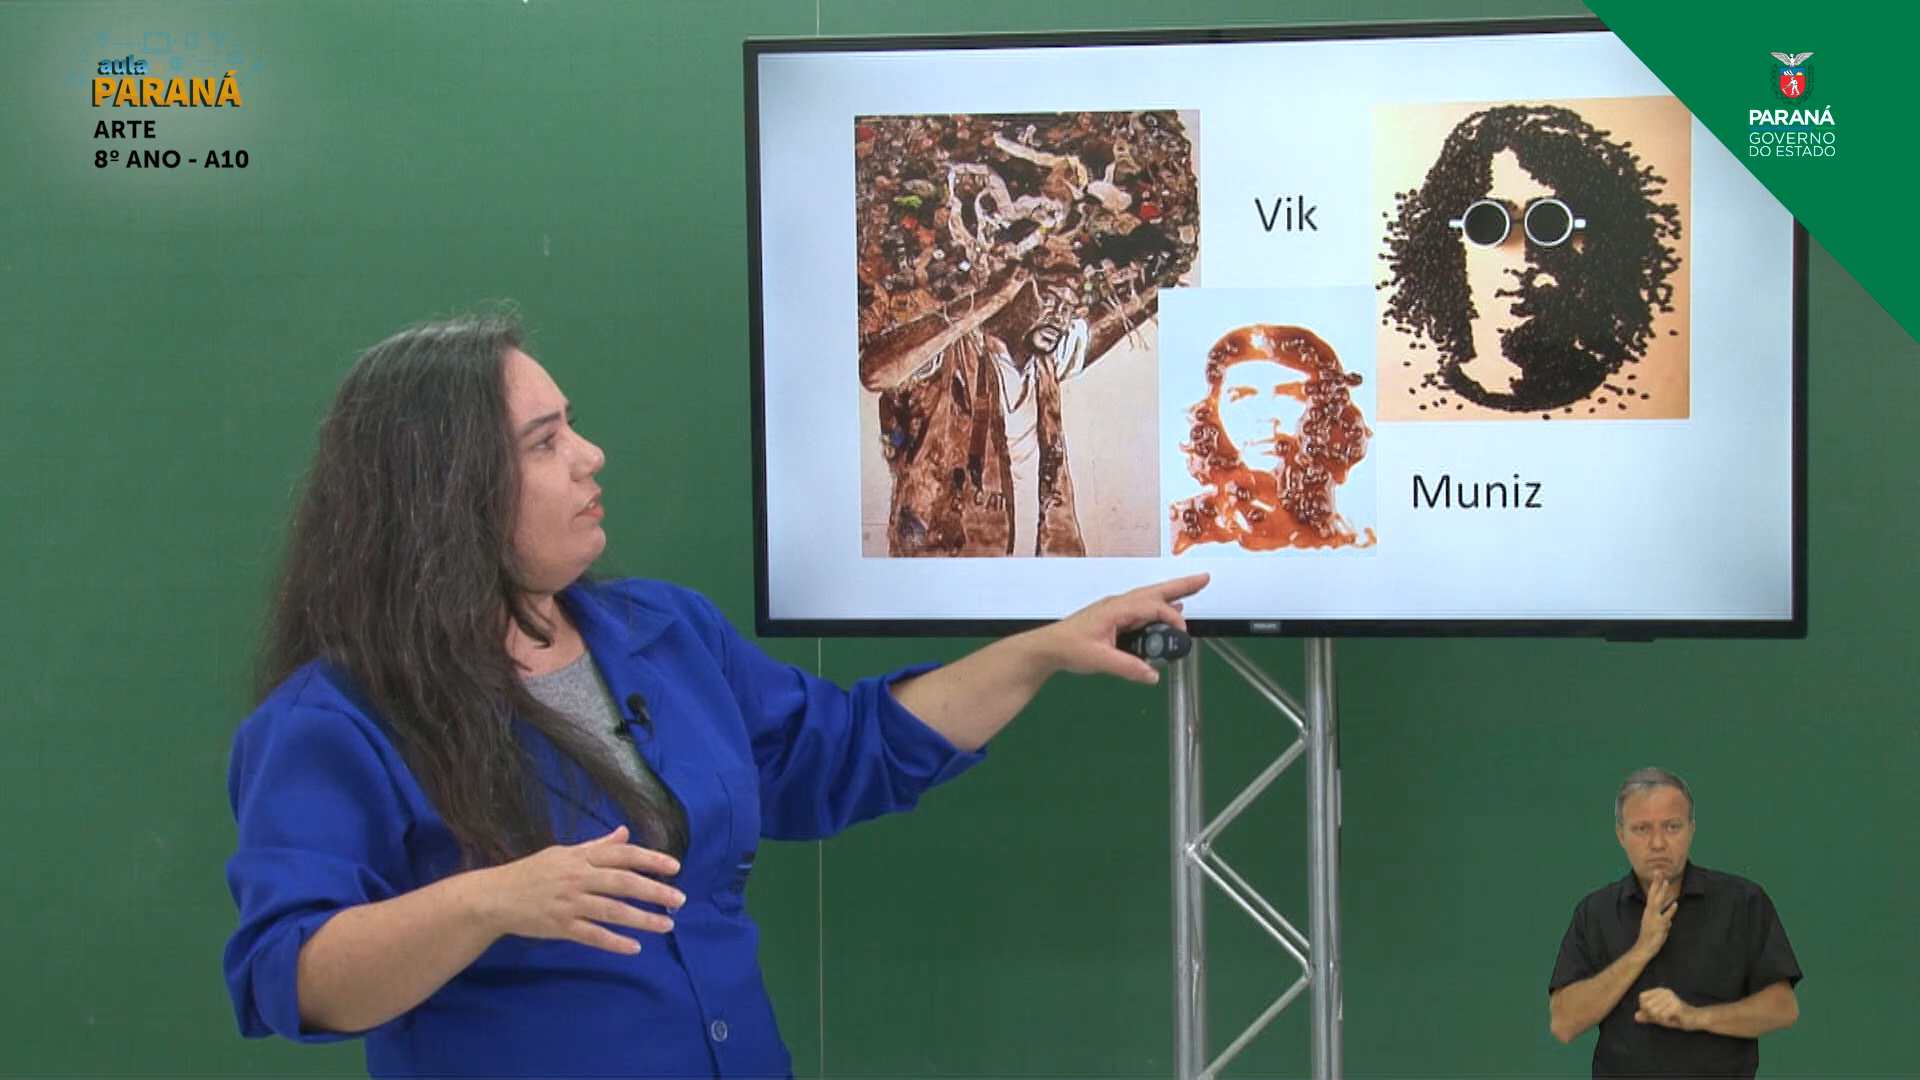 aula
PARANÁ
ARTE
8º ANO - A10
Vik
Muniz
PARANÁ
GOVERNO
DO ESTADO